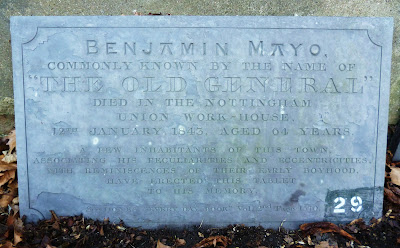 BENJAMIN MAYO,
COMMONLY KNOWN BY THE NAME OF
"THE OLD GENERAL"
DIED IN THE NOTTINGHAM
UNION WORK-HOUSE,
12TH JANUARY, 1843, AGED 64 YEARS.
A FEW INHABITANTS OF THIS TOWN,
ASSOCIATING HIS PECULIARITIES AND ECCENTRICITIES,
WITH REMINISCENCES OF THEIR EARLY BOYHOOD,
HAVE ERECTED THIS TABLET
TO HIS MEMORY.
29